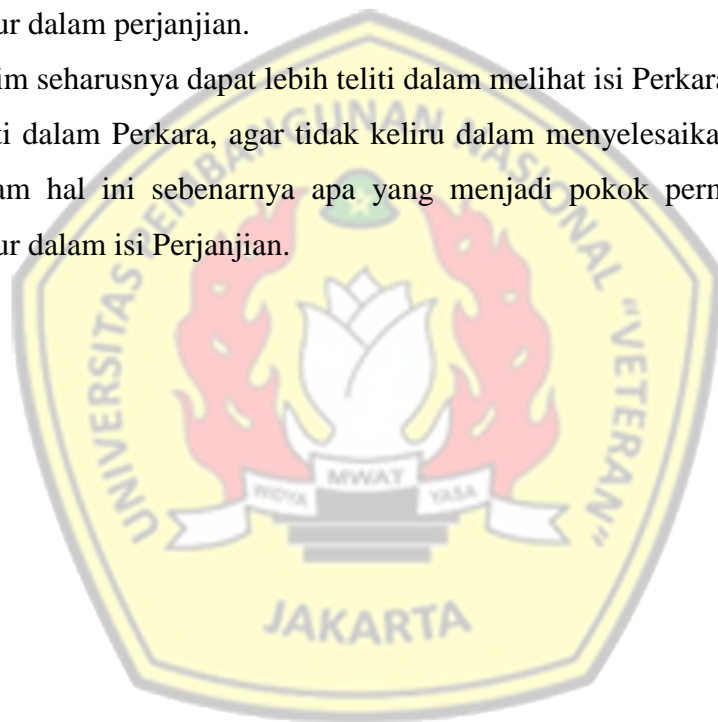 ur dalam perjanjian.
im seharusnya dapat lebih teliti dalam melihat isi Perkara
ti dalam Perkara, agar tidak keliru dalam menyelesaika
am hal ini sebenarnya apa yang menjadi pokok perm
ur dalam isi Perjanjian.
UNIVERSITAS PEMBANGUNAN NASIONAL "VETERAN"
WIDYA MWAT YASA
JAKARTA